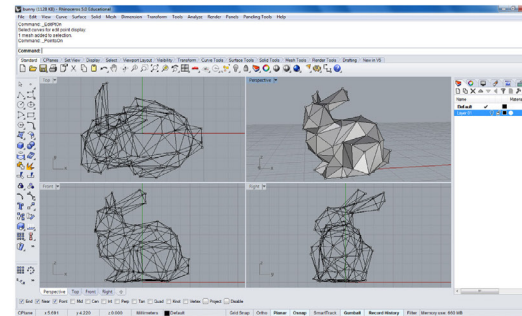 bunny (1128 KB) - Rhinoceros 5.0 Educational
File Edit View Curve Surface Solid Mesh Dimension Transform Tools Analyze Render Panels Paneling Tools Help
Command: _EditPtOn
Select curves for edit point display
1 mesh added to selection.
Command: _PointsOn
Command:
Standard CPlanes Set View Display Select Viewport Layout Visibility Transform Curve Tools Surface Tools Solid Tools Mesh Tools Render Tools Drafting New in V5
Top
Perspective
Name Material
Default
Layer 01
Front
Right
Perspective Top Front Right
End Near Point Mid Cen Int Perp Tan Quad Knot Vertex Project Disable
CPlane Millimeters Default Grid Snap Ortho Planar Osnap SmartTrack Gumball Record History Filter